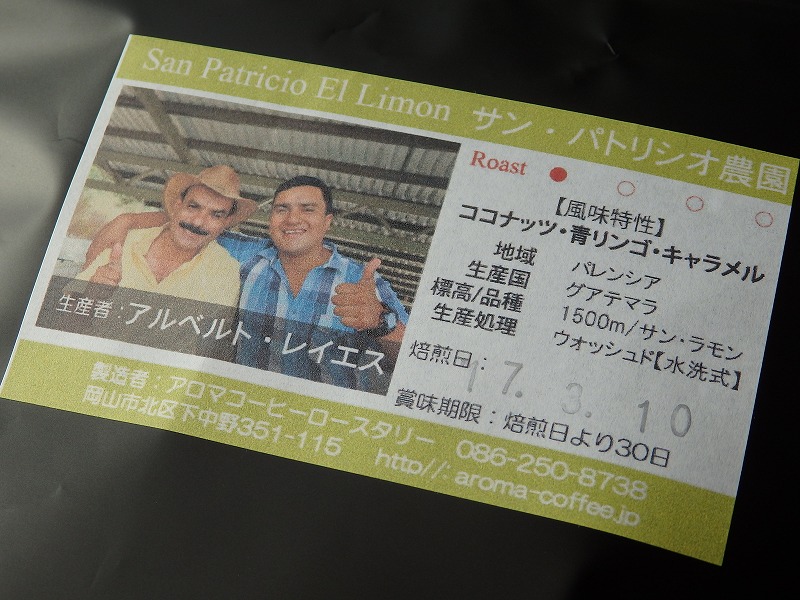 San Patricio El Limon サン・パトリシオ農園
Roast
【風味特性】
ココナッツ・青リンゴ・キャラメル
地域 パレンシア
生産国 グアテマラ
標高/品種 1500m/サン・ラモン
生産処理 ウォッシュド【水洗式】
焙煎日: 17. 3. 10
賞味期限:焙煎日より30日
生産者:アルベルト・レイエス
製造者:アロマコーヒーロースタリー 086-250-8738
岡山市北区下中野351-115 http//:aroma-coffee.jp